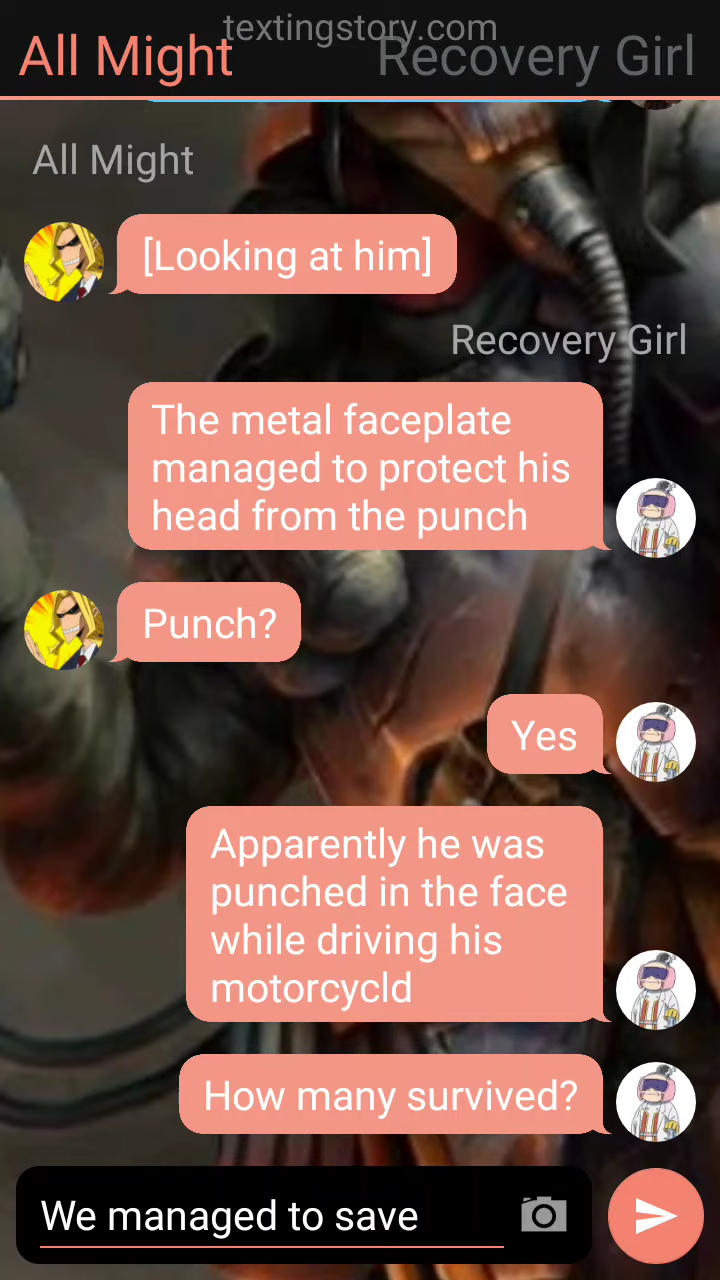 textingstory.com
All Might
Recovery Girl
All Might
[Looking at him]
Recovery Girl
The metal faceplate
managed to protect his
head from the punch
Punch?
Yes
Apparently he was
punched in the face
while driving his
motorcycld
How many survived?
We managed to save